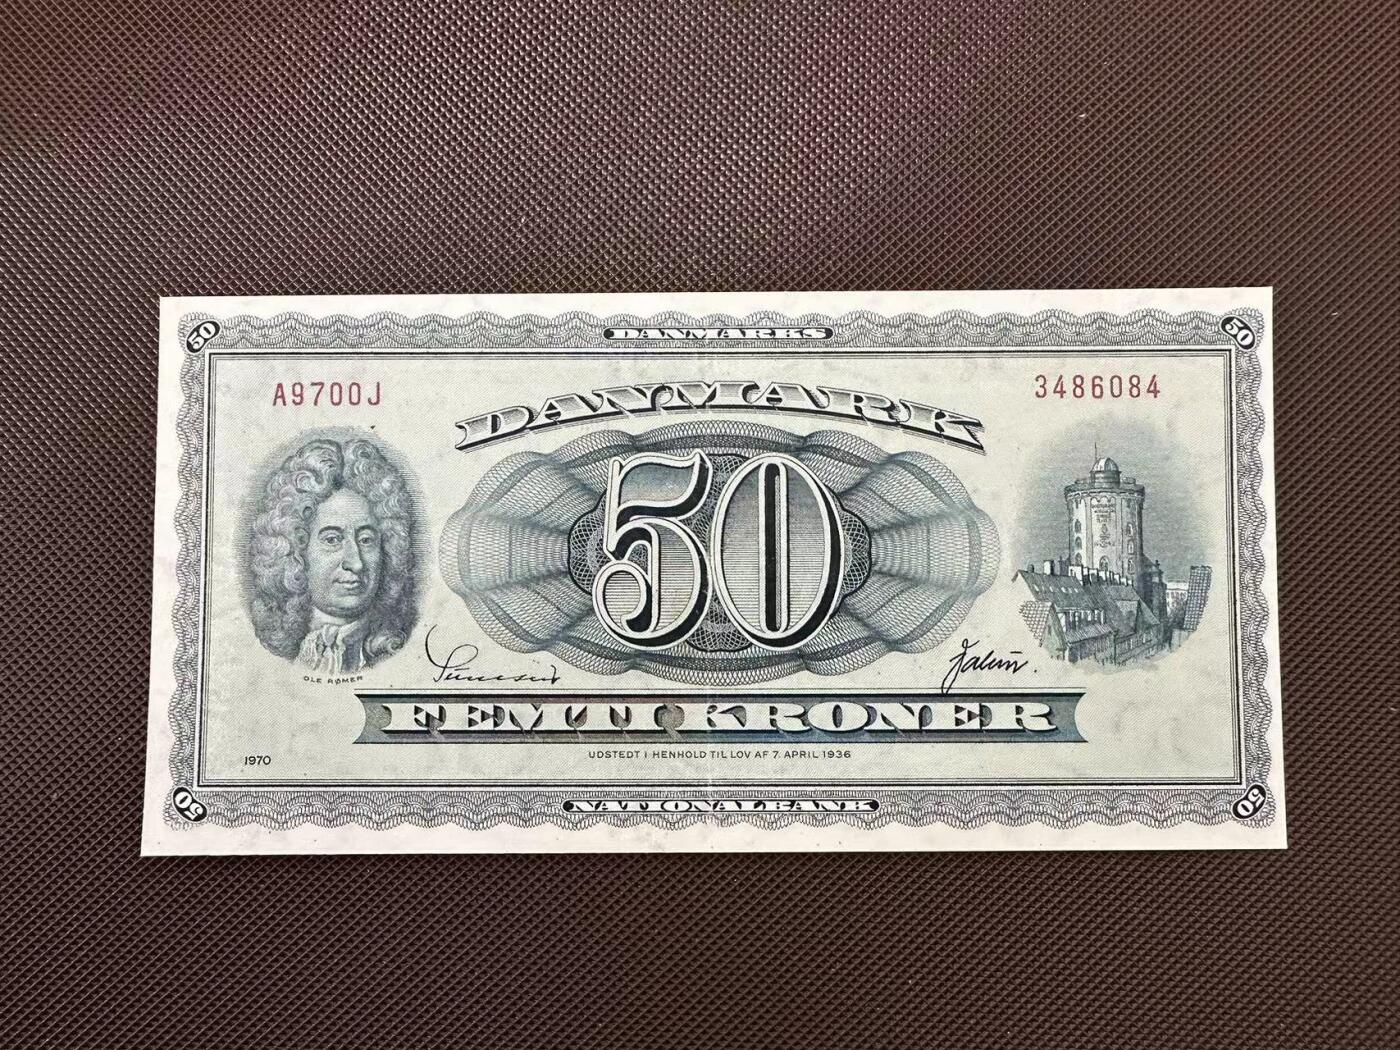 50 DANMARKS 50
A9700J 3486084
DANMARK
50
OLE RØMER
FEMTI KRONER
1970 UDSTEDT I HENHOLD TIL LOV AF 7. APRIL 1936
50 NATIONALBANK 50